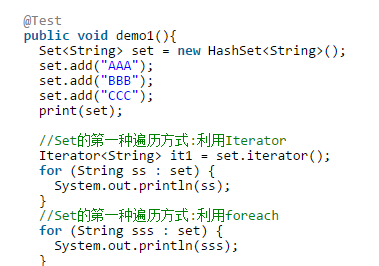 @Test
public void demo1(){
Set<String> set = new HashSet<String>();
set.add("AAA");
set.add("BBB");
set.add("CCC");
print(set);
//Set的第一种遍历方式:利用Iterator
Iterator<String> it1 = set.iterator();
for (String ss : set) {
System.out.println(ss);
}
//Set的第一种遍历方式:利用foreach
for (String sss : set) {
System.out.println(sss);
}